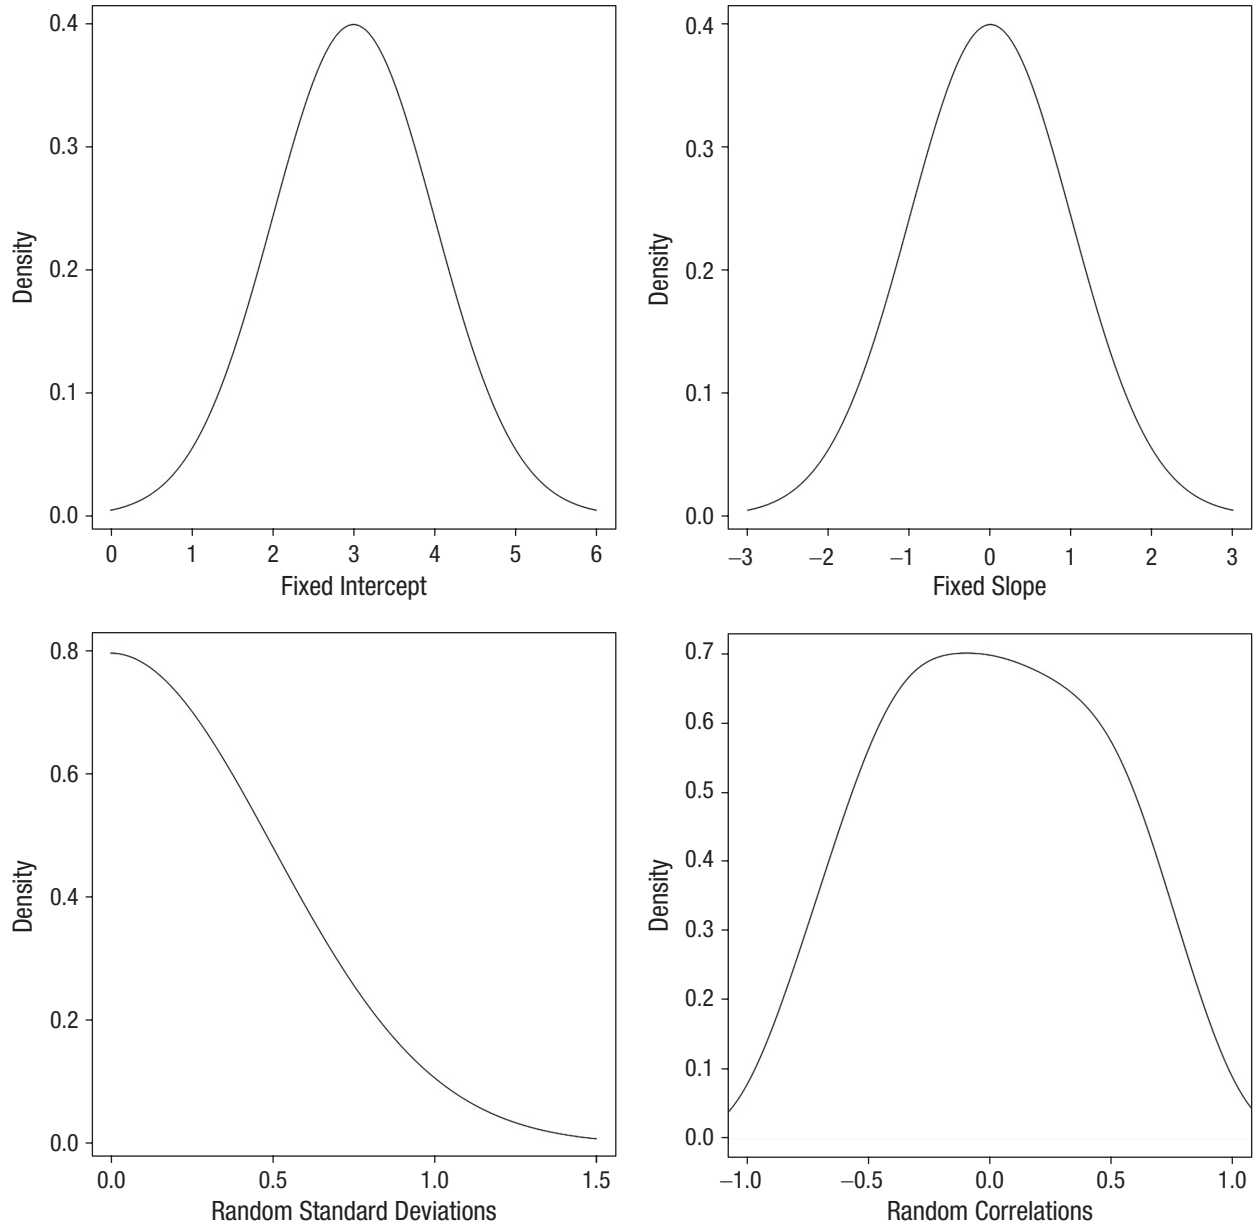 0.4
0.3
0.2
0.1
0.0
Density
0 1 2 3 4 5 6
Fixed Intercept
0.4
0.3
0.2
0.1
0.0
Density
–3 –2 –1 0 1 2 3
Fixed Slope
0.8
0.6
0.4
0.2
0.0
Density
0.0 0.5 1.0 1.5
Random Standard Deviations
0.7
0.6
0.5
0.4
0.3
0.2
0.1
0.0
Density
–1.0 –0.5 0.0 0.5 1.0
Random Correlations